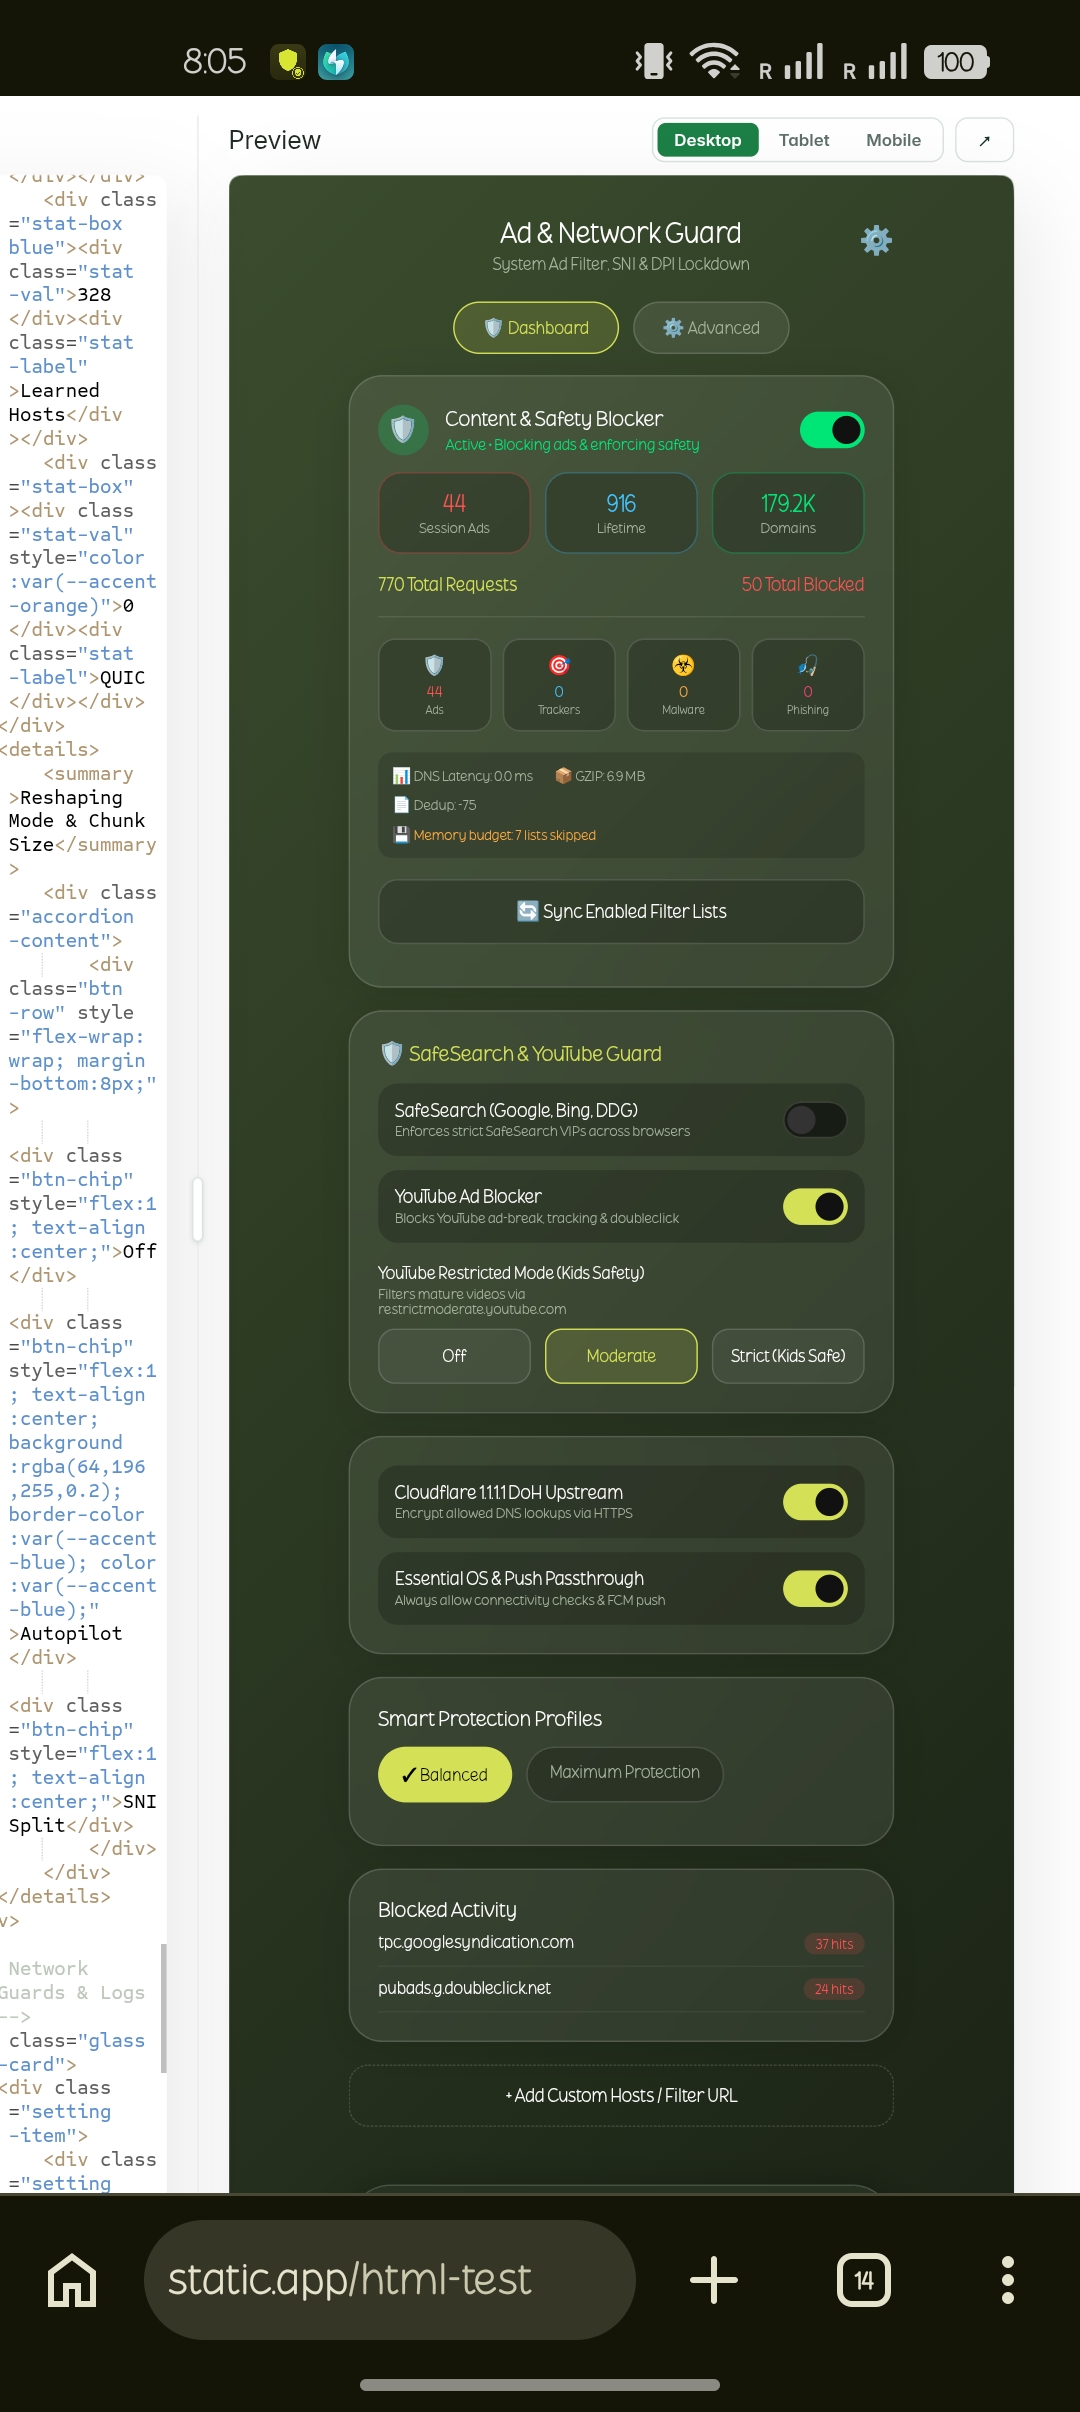 8:05
R
R
100
Preview
Desktop
Tablet
Mobile
</div></div>
<div class
="stat-box
blue"><div
class="stat
-val">328
</div><div
class="stat
-label"
>Learned
Hosts</div
></div>
<div class
="stat-box"
><div class
="stat-val"
style="color
:var(--accent
-orange)">0
</div><div
class="stat
-label">QUIC
</div></div>
</div>
<details>
<summary
>Reshaping
Mode & Chunk
Size</summary
>
<div class
="accordion
-content">
<div
class="btn
-row" style
="flex-wrap:
wrap; margin
-bottom:8px;"
>
<div class
="btn-chip"
style="flex:1
; text-align
:center;">Off
</div>
<div class
="btn-chip"
style="flex:1
; text-align
:center;
background
:rgba(64,196
,255,0.2);
border-color
:var(--accent
-blue); color
:var(--accent
-blue);"
>Autopilot
</div>
<div class
="btn-chip"
style="flex:1
; text-align
:center;">SNI
Split</div>
</div>
</div>
</details>
v>
Network
Guards & Logs
-->
class="glass
-card">
<div class
="setting
-item">
<div class
="setting
Ad & Network Guard
System Ad Filter, SNI & DPI Lockdown
Dashboard
Advanced
Content & Safety Blocker
Active • Blocking ads & enforcing safety
44
Session Ads
916
Lifetime
179.2K
Domains
770 Total Requests
50 Total Blocked
44
Ads
0
Trackers
0
Malware
0
Phishing
DNS Latency: 0.0 ms
GZIP: 6.9 MB
Dedup: -75
Memory budget: 7 lists skipped
Sync Enabled Filter Lists
SafeSearch & YouTube Guard
SafeSearch (Google, Bing, DDG)
Enforces strict SafeSearch VIPs across browsers
YouTube Ad Blocker
Blocks YouTube ad-break, tracking & doubleclick
YouTube Restricted Mode (Kids Safety)
Filters mature videos via
restrictmoderate.youtube.com
Off
Moderate
Strict (Kids Safe)
Cloudflare 1.1.1.1 DoH Upstream
Encrypt allowed DNS lookups via HTTPS
Essential OS & Push Passthrough
Always allow connectivity checks & FCM push
Smart Protection Profiles
✓ Balanced
Maximum Protection
Blocked Activity
tpc.googlesyndication.com
37 hits
pubads.g.doubleclick.net
24 hits
+ Add Custom Hosts / Filter URL
static.app/html-test
14